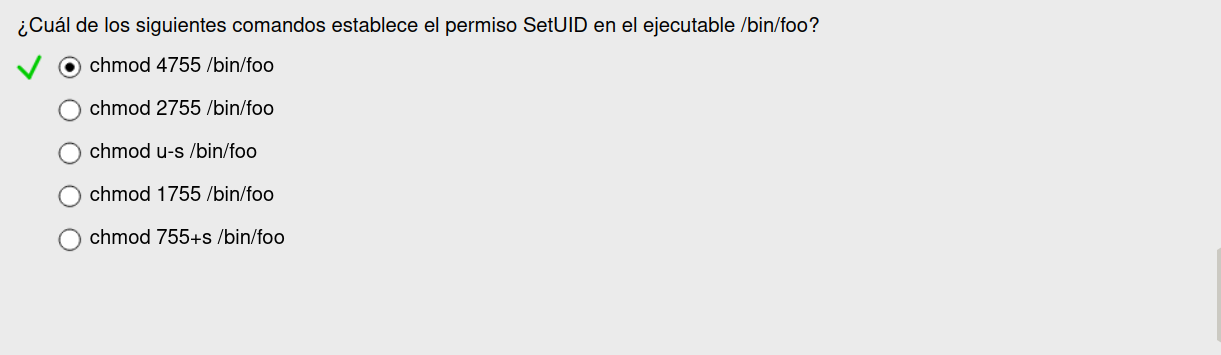 ¿Cuál de los siguientes comandos establece el permiso SetUID en el ejecutable /bin/foo?
chmod 4755 /bin/foo
chmod 2755 /bin/foo
chmod u-s /bin/foo
chmod 1755 /bin/foo
chmod 755+s /bin/foo